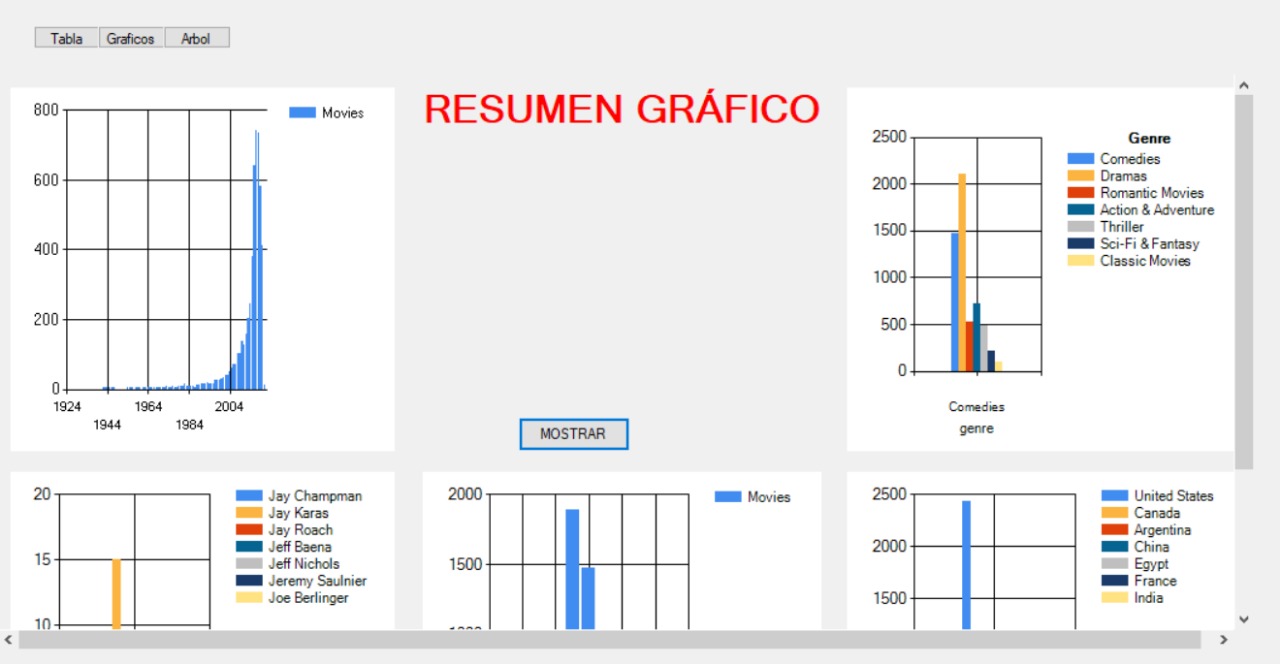 Tabla Graficos Arbol
RESUMEN GRÁFICO
800
600
400
200
0
1924 1964 2004
1944 1984
Movies
MOSTRAR
2500
2000
1500
1000
500
0
Comedies
genre
Genre
Comedies
Dramas
Romantic Movies
Action & Adventure
Thriller
Sci-Fi & Fantasy
Classic Movies
20
15
10
Jay Champman
Jay Karas
Jay Roach
Jeff Baena
Jeff Nichols
Jeremy Saulnier
Joe Berlinger
2000
1500
Movies
2500
2000
1500
United States
Canada
Argentina
China
Egypt
France
India